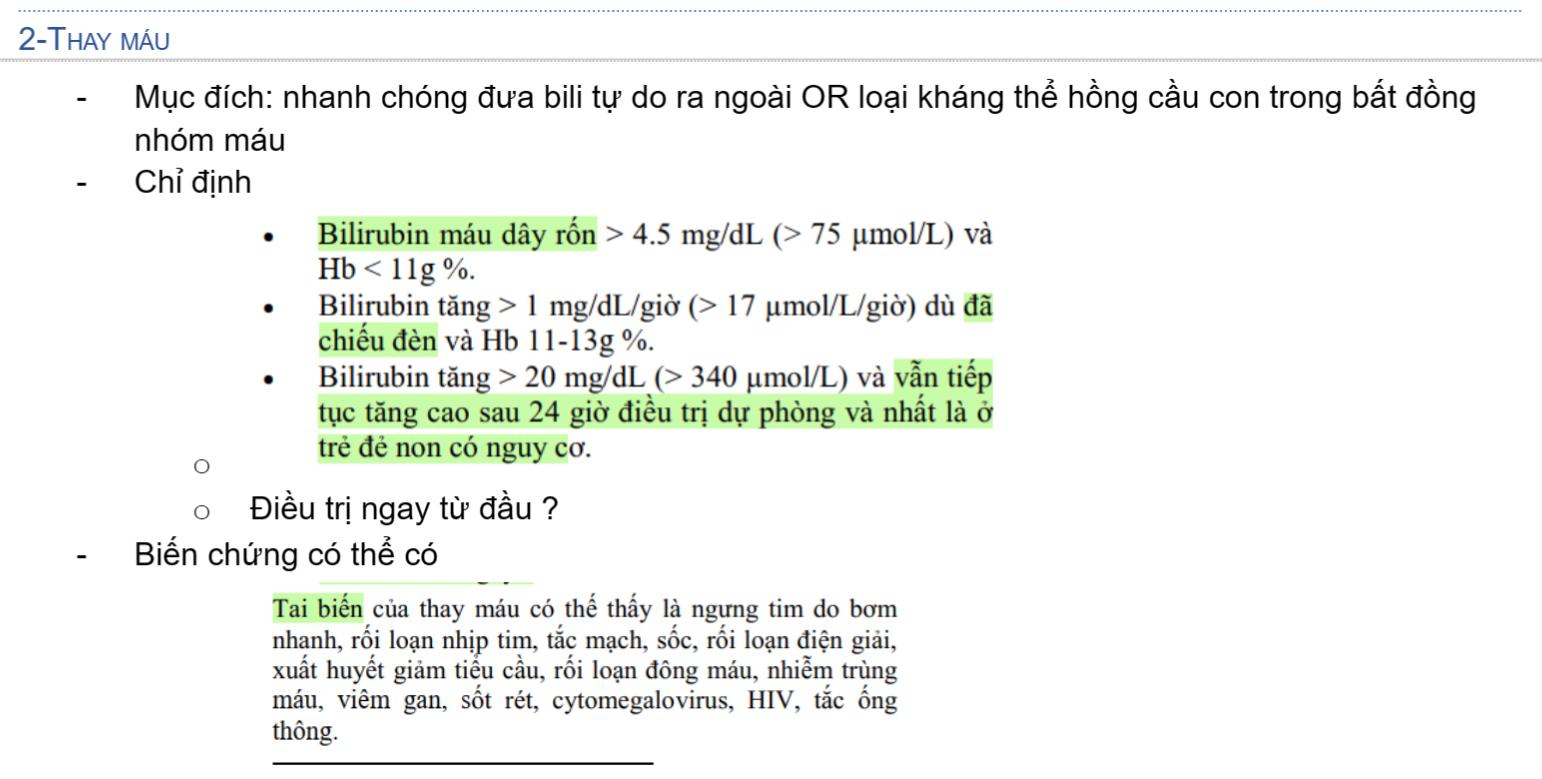 2-THAY MÁU
- Mục đích: nhanh chóng đưa bili tự do ra ngoài OR loại kháng thể hồng cầu con trong bất đồng
nhóm máu
- Chỉ định
• Bilirubin máu dây rốn > 4.5 mg/dL (> 75 μmol/L) và
Hb < 11g %.
• Bilirubin tăng > 1 mg/dL/giờ (> 17 μmol/L/giờ) dù đã
chiếu đèn và Hb 11-13g %.
• Bilirubin tăng > 20 mg/dL (> 340 μmol/L) và vẫn tiếp
tục tăng cao sau 24 giờ điều trị dự phòng và nhất là ở
trẻ đẻ non có nguy cơ.
○
○ Điều trị ngay từ đầu ?
- Biến chứng có thể có
Tai biến của thay máu có thể thấy là ngưng tim do bơm
nhanh, rối loạn nhịp tim, tắc mạch, sốc, rối loạn điện giải,
xuất huyết giảm tiểu cầu, rối loạn đông máu, nhiễm trùng
máu, viêm gan, sốt rét, cytomegalovirus, HIV, tắc ống
thông.